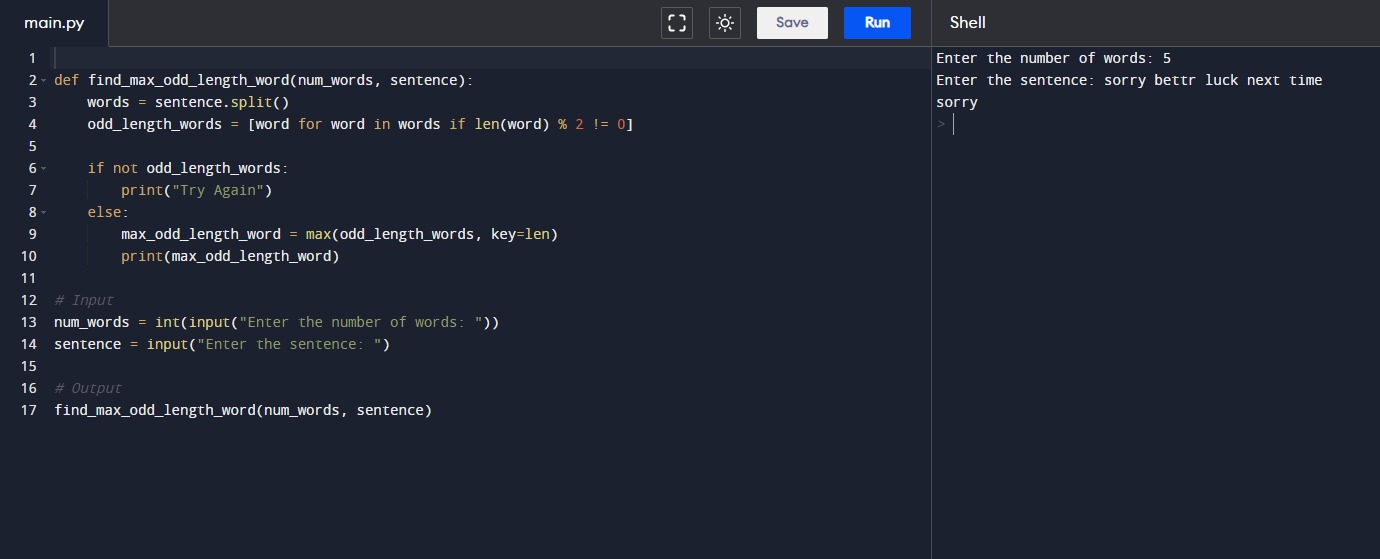 main.py
Save
Run
Shell
1
2 def find_max_odd_length_word(num_words, sentence):
3     words = sentence.split()
4     odd_length_words = [word for word in words if len(word) % 2 != 0]
5
6     if not odd_length_words:
7         print("Try Again")
8     else:
9         max_odd_length_word = max(odd_length_words, key=len)
10         print(max_odd_length_word)
11
12 # Input
13 num_words = int(input("Enter the number of words: "))
14 sentence = input("Enter the sentence: ")
15
16 # Output
17 find_max_odd_length_word(num_words, sentence)
Enter the number of words: 5
Enter the sentence: sorry bettr luck next time
sorry
>